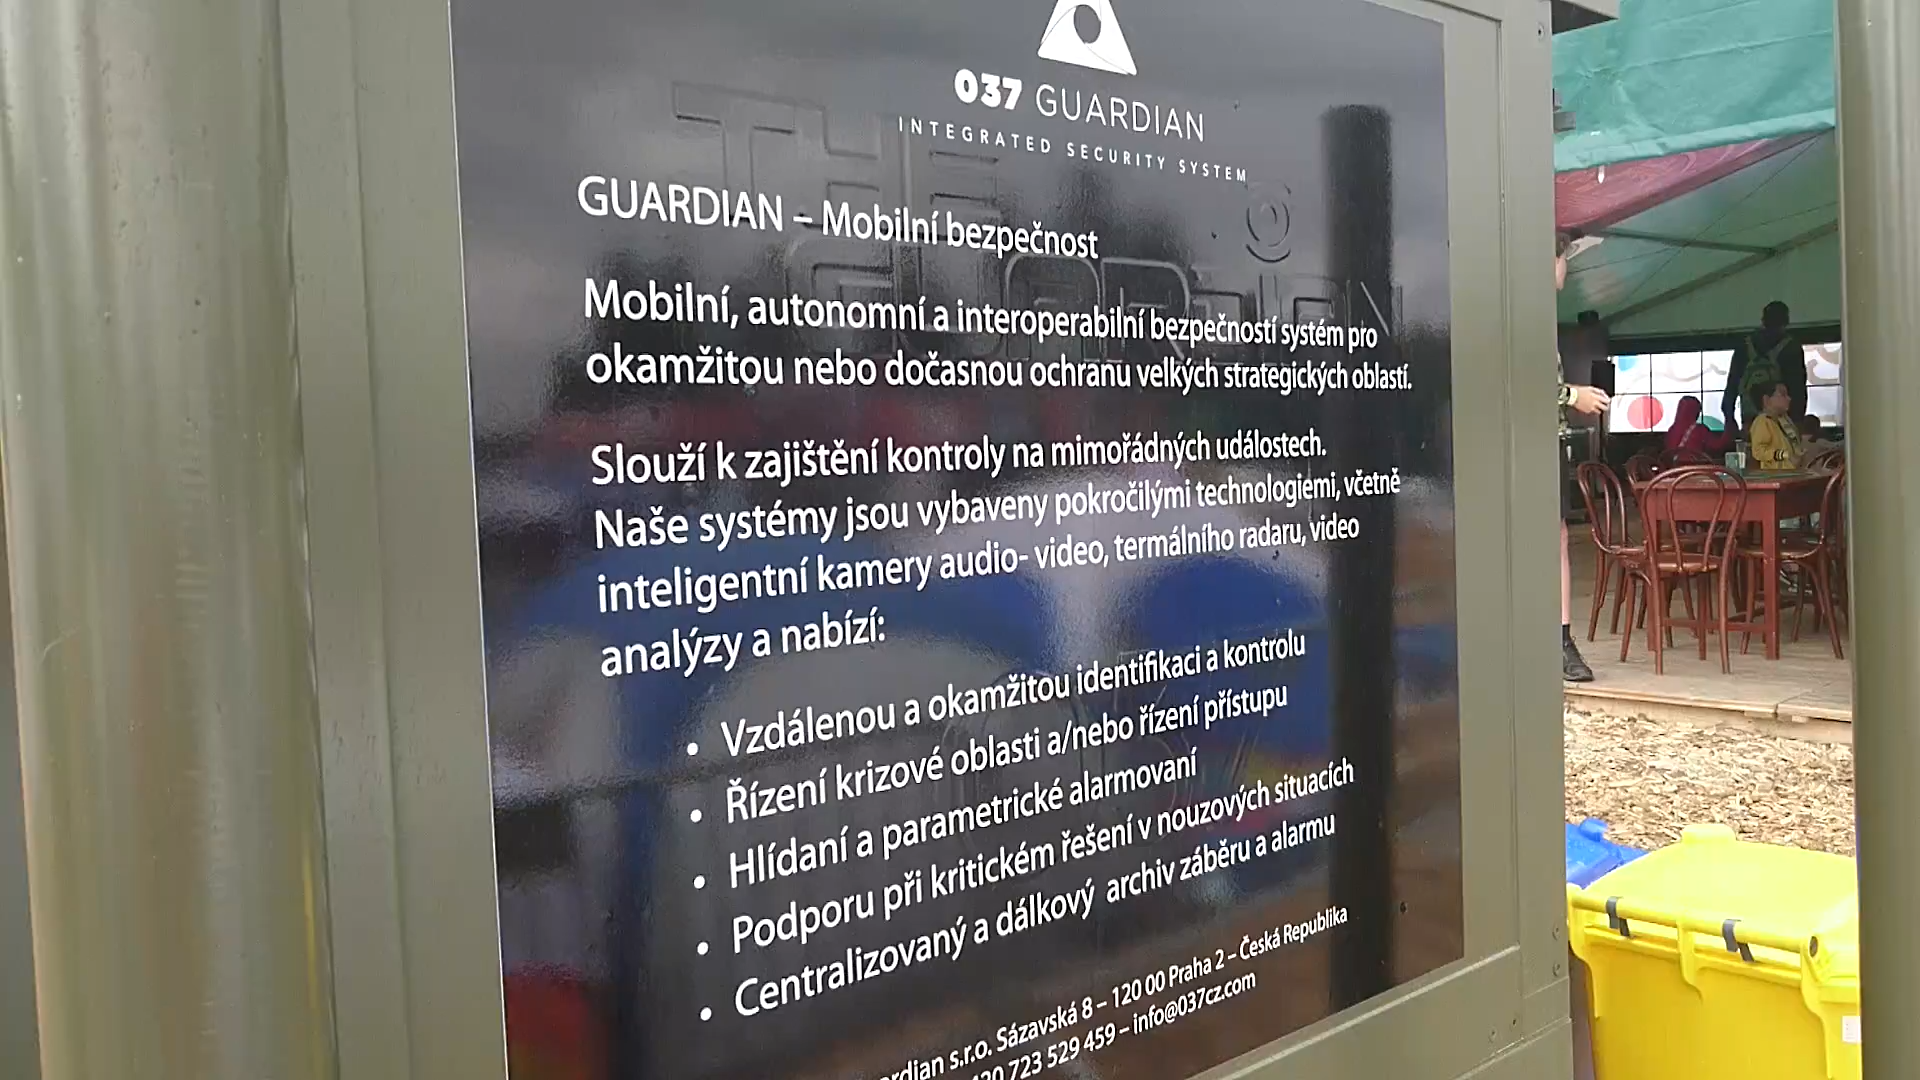 037 GUARDIAN
INTEGRATED SECURITY SYSTEM
GUARDIAN – Mobilní bezpečnost
Mobilní, autonomní a interoperabilní bezpečností systém pro
okamžitou nebo dočasnou ochranu velkých strategických oblastí.
Slouží k zajištění kontroly na mimořádných událostech.
Naše systémy jsou vybaveny pokročilými technologiemi, včetně
inteligentní kamery audio- video, termálního radaru, video
analýzy a nabízí:
• Vzdálenou a okamžitou identifikaci a kontrolu
• Řízení krizové oblasti a/nebo řízení přístupu
• Hlídaní a parametrické alarmovaní
• Podporu při kritickém řešení v nouzových situacích
• Centralizovaný a dálkový archiv záběru a alarmu
s.r.o. Sázavská 8 – 120 00 Praha 2 – Česká Republika
723 529 459 – info@037cz.com